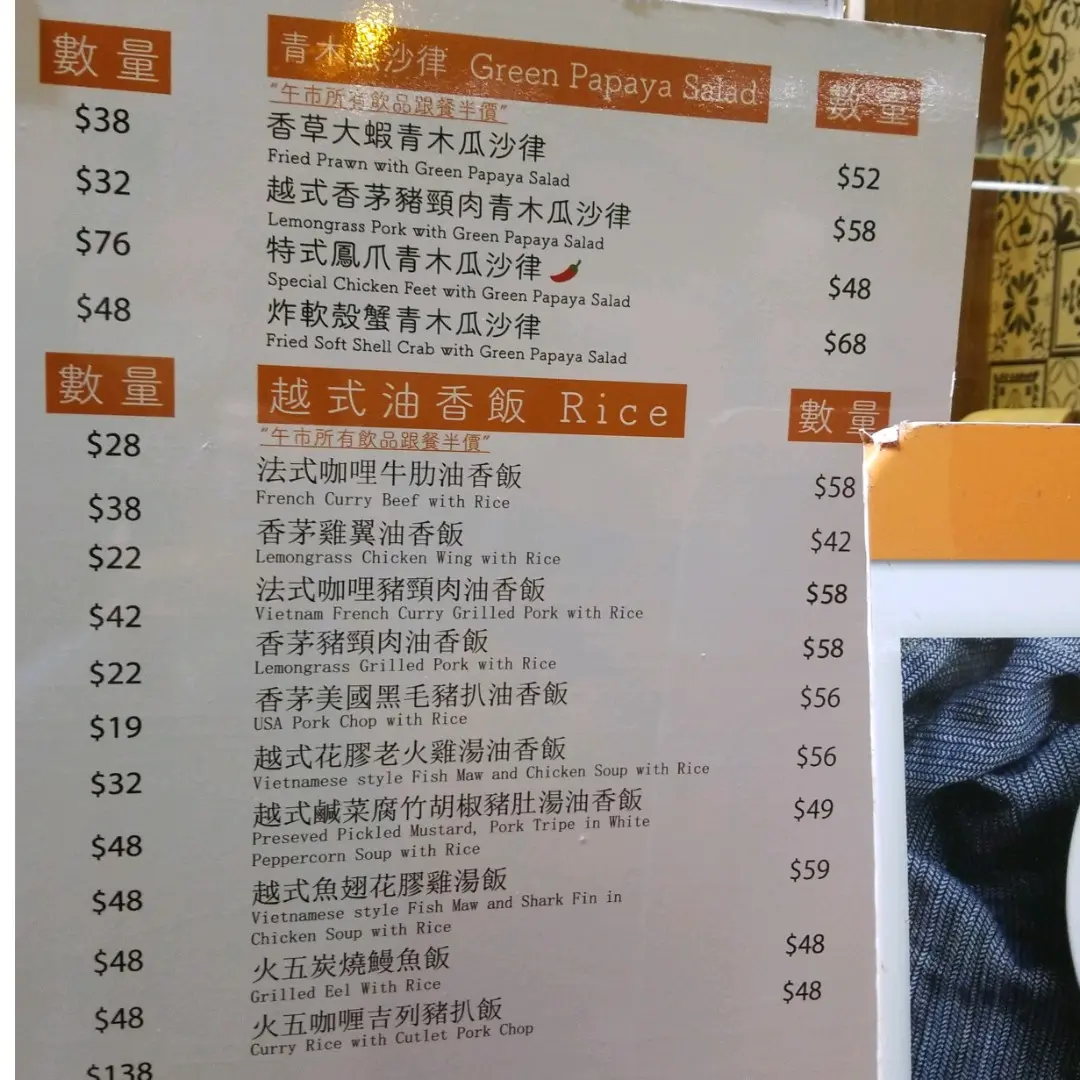 數量
$38
$32
$76
$48
數量
$28
$38
$22
$42
$22
$19
$32
$48
$48
$48
$48
$138
青木瓜沙律 Green Papaya Salad 數量
"午市所有飲品跟餐半價"
香草大蝦青木瓜沙律
Fried Prawn with Green Papaya Salad $52
越式香茅豬頸肉青木瓜沙律
Lemongrass Pork with Green Papaya Salad $58
特式鳳爪青木瓜沙律
Special Chicken Feet with Green Papaya Salad $48
炸軟殼蟹青木瓜沙律
Fried Soft Shell Crab with Green Papaya Salad $68
越式油香飯 Rice 數量
"午市所有飲品跟餐半價"
法式咖哩牛肋油香飯
French Curry Beef with Rice $58
香茅雞翼油香飯
Lemongrass Chicken Wing with Rice $42
法式咖哩豬頸肉油香飯
Vietnam French Curry Grilled Pork with Rice $58
香茅豬頸肉油香飯
Lemongrass Grilled Pork with Rice $58
香茅美國黑毛豬扒油香飯
USA Pork Chop with Rice $56
越式花膠老火雞湯油香飯
Vietnamese style Fish Maw and Chicken Soup with Rice $56
越式鹹菜腐竹胡椒豬肚湯油香飯
Preseved Pickled Mustard, Pork Tripe in White $49
Peppercorn Soup with Rice
越式魚翅花膠雞湯飯
Vietnamese style Fish Maw and Shark Fin in $59
Chicken Soup with Rice
火五炭燒鰻魚飯
Grilled Eel With Rice $48
火五咖喱吉列豬扒飯
Curry Rice with Cutlet Pork Chop $48